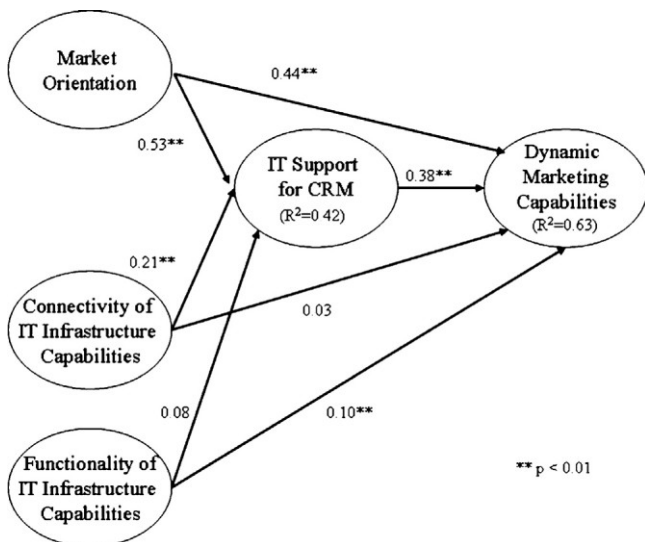 Market
Orientation
0.44**
0.53**
IT Support
for CRM
(R²=0.42)
0.38**
Dynamic
Marketing
Capabilities
(R²=0.63)
0.21**
Connectivity of
IT Infrastructure
Capabilities
0.03
0.08
0.10**
Functionality of
IT Infrastructure
Capabilities
** p < 0.01